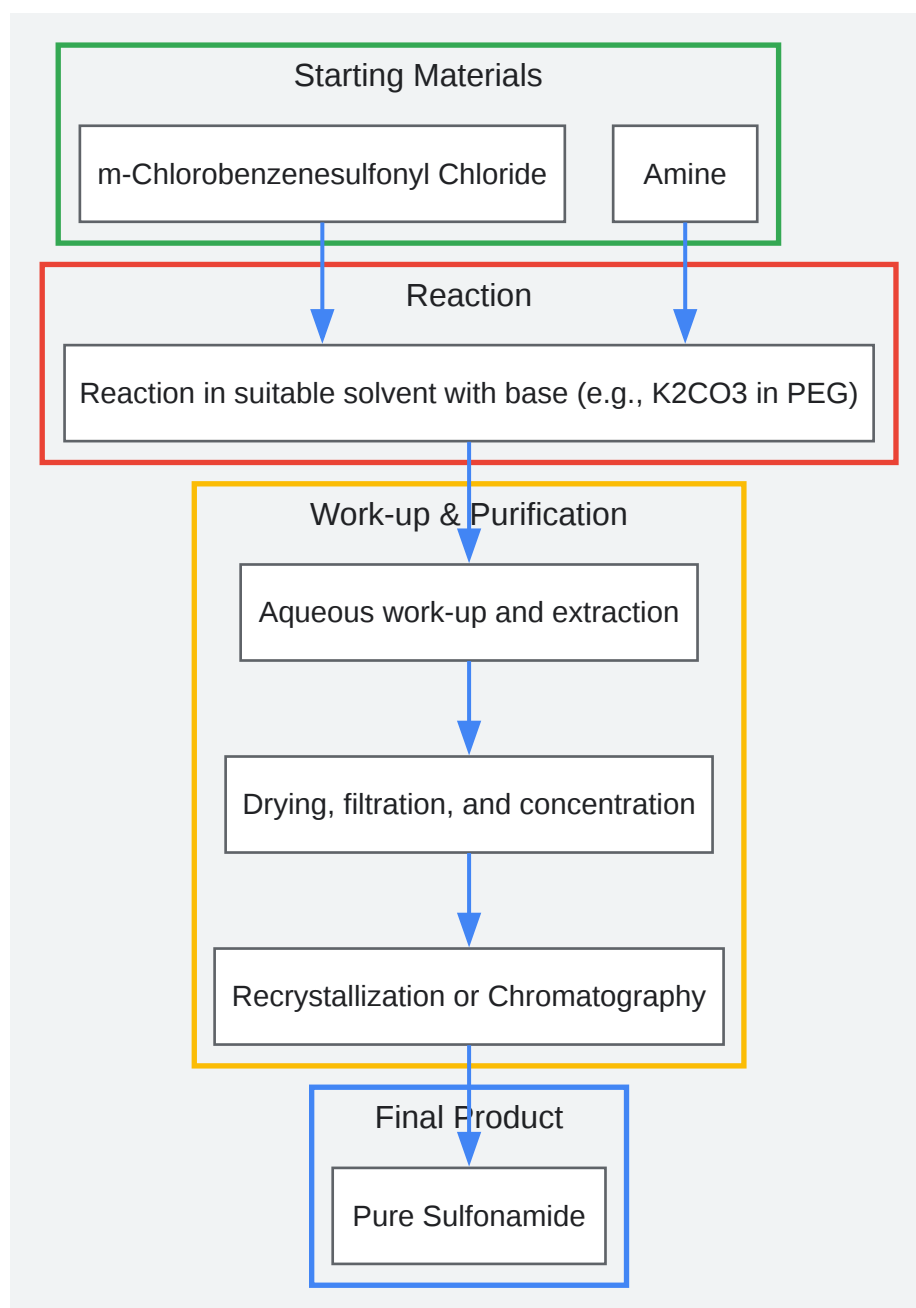 Starting Materials
m-Chlorobenzenesulfonyl Chloride
Amine
Reaction
Reaction in suitable solvent with base (e.g., K2CO3 in PEG)
Work-up & Purification
Aqueous work-up and extraction
Drying, filtration, and concentration
Recrystallization or Chromatography
Final Product
Pure Sulfonamide